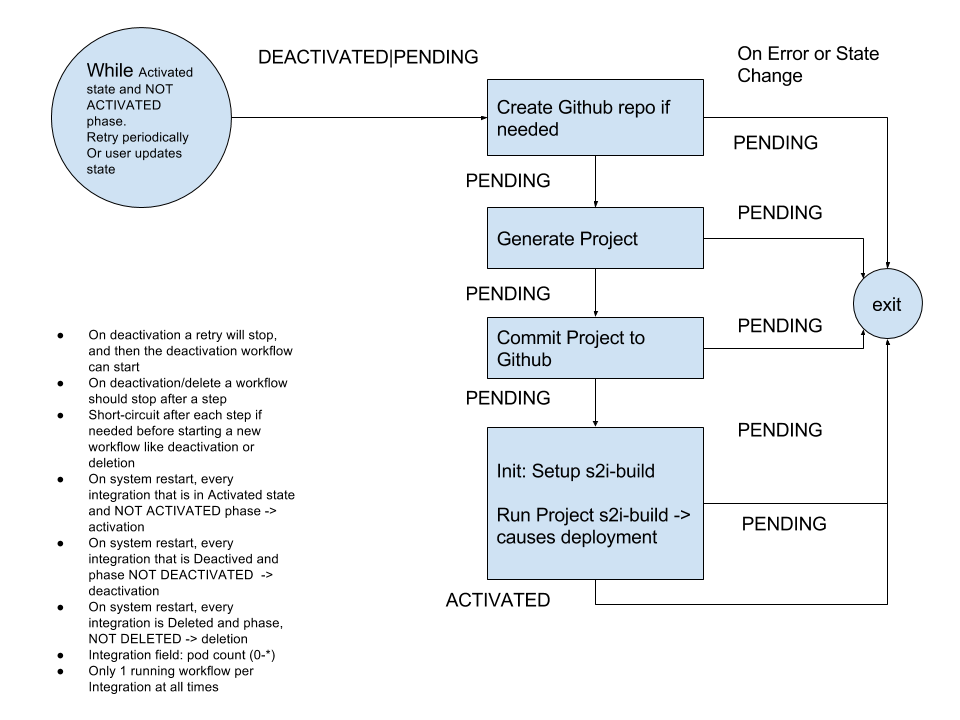 While Activated
state and NOT
ACTIVATED
phase.
Retry periodically
Or user updates
state
DEACTIVATED|PENDING
On Error or State
Change
Create Github repo if
needed
PENDING
PENDING
PENDING
Generate Project
PENDING
exit
PENDING
Commit Project to
Github
PENDING
PENDING
Init: Setup s2i-build
Run Project s2i-build ->
causes deployment
PENDING
ACTIVATED
● On deactivation a retry will stop,
and then the deactivation workflow
can start
● On deactivation/delete a workflow
should stop after a step
● Short-circuit after each step if
needed before starting a new
workflow like deactivation or
deletion
● On system restart, every
integration that is in Activated state
and NOT ACTIVATED phase ->
activation
● On system restart, every
integration that is Deactived and
phase NOT DEACTIVATED  ->
deactivation
● On system restart, every
integration is Deleted and phase,
NOT DELETED -> deletion
● Integration field: pod count (0-*)
● Only 1 running workflow per
Integration at all times